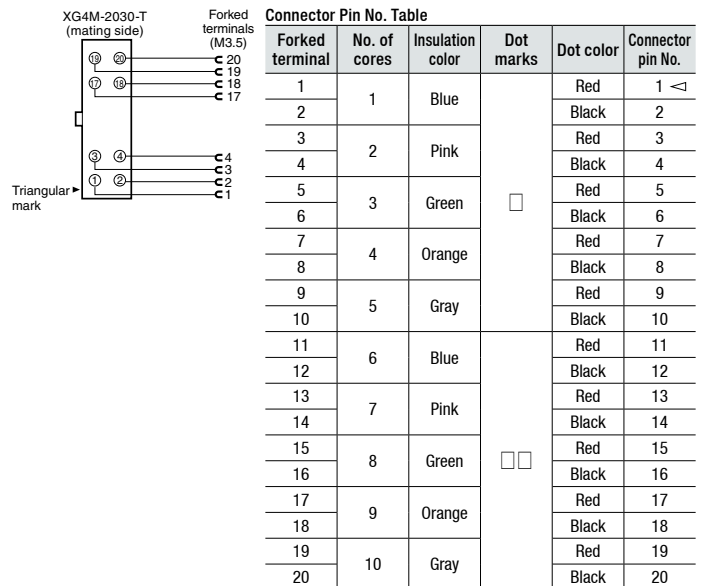 XG4M-2030-T
(mating side)
Forked
terminals
(M3.5)
⑲ ⑳ 20
19
⑰ ⑱ 18
17
③ ④ 4
3
① ② 2
1
Triangular
mark
Connector Pin No. Table
Forked terminal No. of cores Insulation color Dot marks Dot color Connector pin No.
1 1 Blue □ Red 1 ◁
2 Black 2
3 2 Pink Red 3
4 Black 4
5 3 Green Red 5
6 Black 6
7 4 Orange Red 7
8 Black 8
9 5 Gray Red 9
10 Black 10
11 6 Blue □□ Red 11
12 Black 12
13 7 Pink Red 13
14 Black 14
15 8 Green Red 15
16 Black 16
17 9 Orange Red 17
18 Black 18
19 10 Gray Red 19
20 Black 20